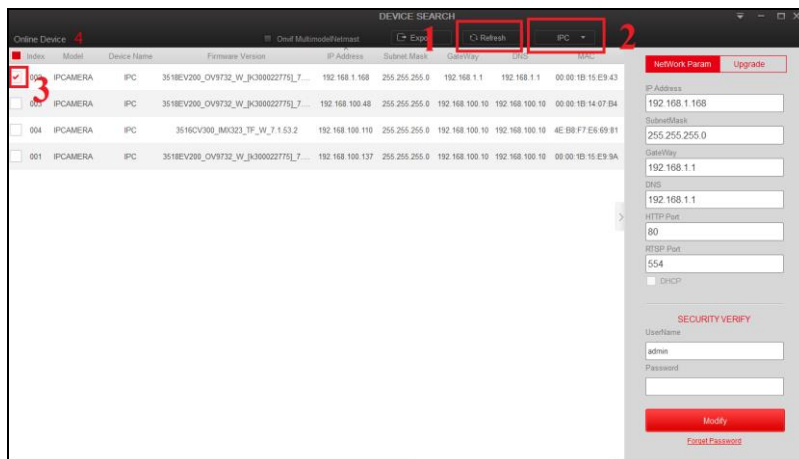 DEVICE SEARCH
Online Device 4 Onvif MultimodelNetmast 1 Expo Refresh IPC 2
Index Model Device Name Firmware Version IP Address Subnet Mask GateWay DNS MAC
3 IPCAMERA IPC 3518EV200_OV9732_W_[K300022775]_7.... 192.168.1.168 255.255.255.0 192.168.1.1 192.168.1.1 00:00:1B:15:E9:43
003 IPCAMERA IPC 3518EV200_OV9732_W_[K300022775]_7.... 192.168.100.48 255.255.255.0 192.168.100.10 192.168.100.10 00:00:1B:14:07:B4
004 IPCAMERA IPC 3516CV300_IMX323_TF_W_7.1.53.2 192.168.100.110 255.255.255.0 192.168.100.10 192.168.100.10 4E:B8:F7:E6:69:81
001 IPCAMERA IPC 3518EV200_OV9732_W_[K300022775]_7.... 192.168.100.137 255.255.255.0 192.168.100.10 192.168.100.10 00:00:1B:15:E9:9A
NetWork Param Upgrade
IP Address
192.168.1.168
SubnetMask
255.255.255.0
GateWay
192.168.1.1
DNS
192.168.1.1
HTTP Port
80
RTSP Port
554
DHCP
SECURITY VERIFY
UserName
admin
Password
Modify
Forget Password